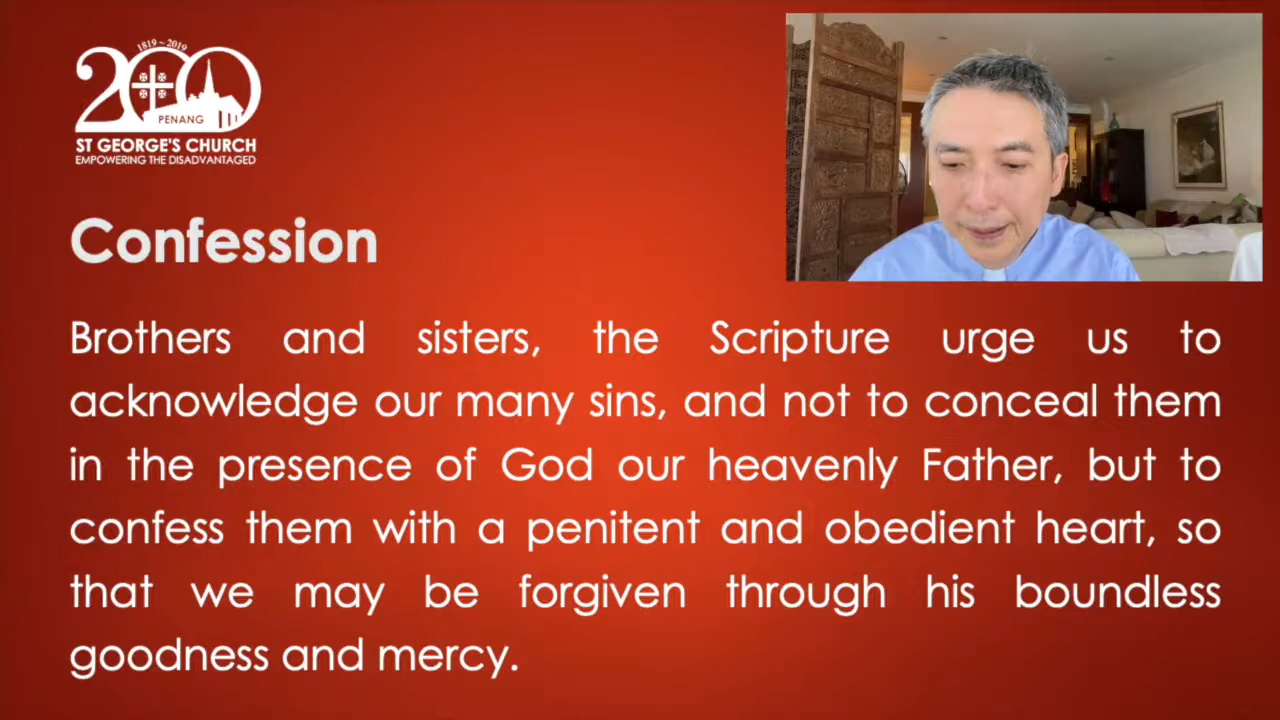 1819 ~ 2019
200
PENANG
ST GEORGE'S CHURCH
EMPOWERING THE DISADVANTAGED
Confession
Brothers and sisters, the Scripture urge us to
acknowledge our many sins, and not to conceal them
in the presence of God our heavenly Father, but to
confess them with a penitent and obedient heart, so
that we may be forgiven through his boundless
goodness and mercy.